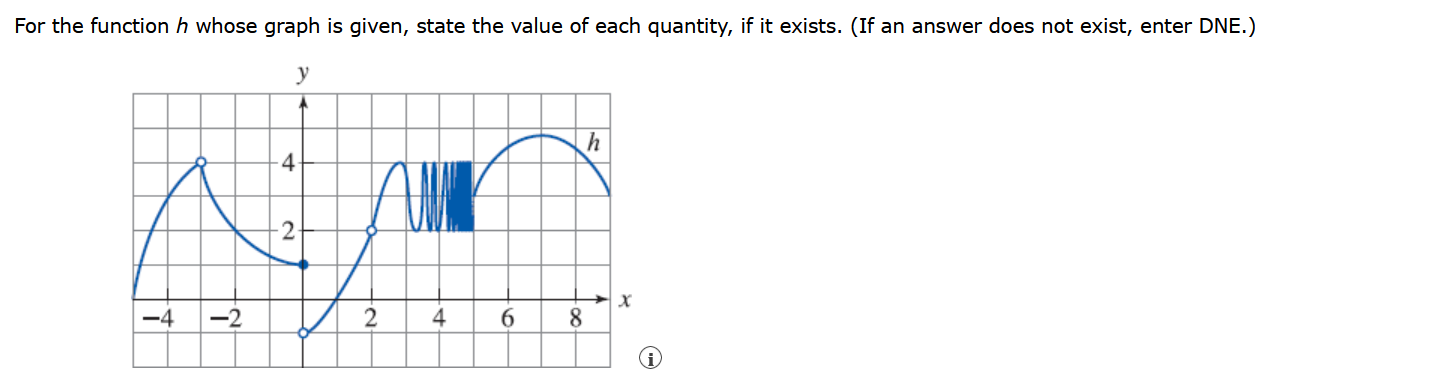 For the function h whose graph is given, state the value of each quantity, if it exists. (If an answer does not exist, enter DNE.)
y
h
4
2
x
−4 −2 2 4 6 8
i